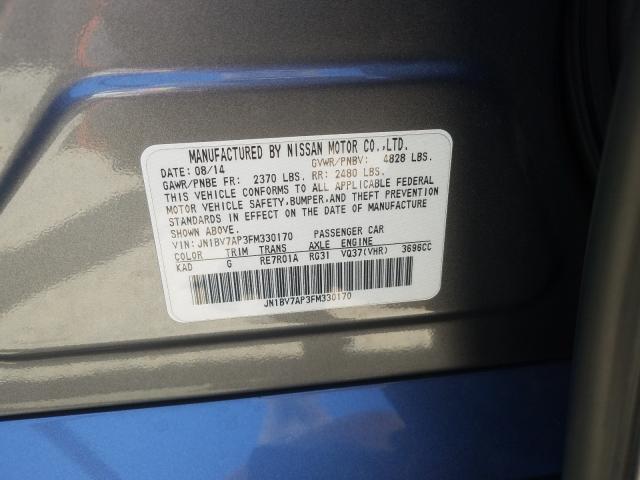 MANUFACTURED BY NISSAN MOTOR CO.,LTD.
DATE: 08/14 GVWR/PNBV: 4828 LBS.
GAWR/PNBE FR: 2370 LBS. RR: 2480 LBS.
THIS VEHICLE CONFORMS TO ALL APPLICABLE FEDERAL
MOTOR VEHICLE SAFETY,BUMPER,AND THEFT PREVENTION
STANDARDS IN EFFECT ON THE DATE OF MANUFACTURE
SHOWN ABOVE.
VIN: JN1BV7AP3FM330170 PASSENGER CAR
COLOR TRIM TRANS AXLE ENGINE
KAD G RE7R01A RG31 VQ37(VHR) 3696CC
JN1BV7AP3FM330170